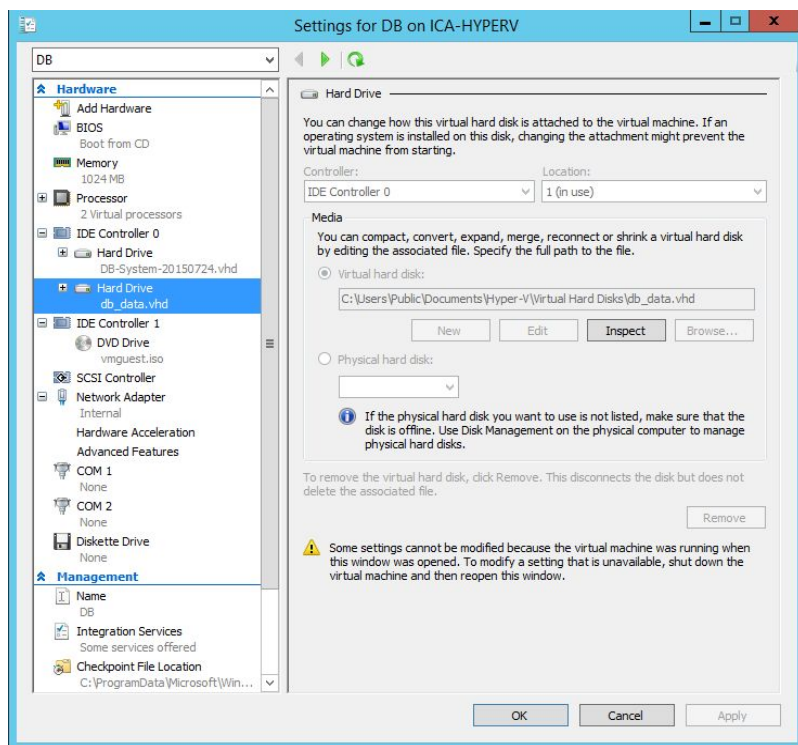 Settings for DB on ICA-HYPERV
DB
Hardware
Add Hardware
BIOS
Boot from CD
Memory
1024 MB
Processor
2 Virtual processors
IDE Controller 0
Hard Drive
DB-System-20150724.vhd
Hard Drive
db_data.vhd
IDE Controller 1
DVD Drive
vmguest.iso
SCSI Controller
Network Adapter
Internal
Hardware Acceleration
Advanced Features
COM 1
None
COM 2
None
Diskette Drive
None
Management
Name
DB
Integration Services
Some services offered
Checkpoint File Location
C:\ProgramData\Microsoft\Win...
Hard Drive
You can change how this virtual hard disk is attached to the virtual machine. If an
operating system is installed on this disk, changing the attachment might prevent the
virtual machine from starting.
Controller: Location:
IDE Controller 0 1 (in use)
Media
You can compact, convert, expand, merge, reconnect or shrink a virtual hard disk
by editing the associated file. Specify the full path to the file.
Virtual hard disk:
C:\Users\Public\Documents\Hyper-V\Virtual Hard Disks\db_data.vhd
New Edit Inspect Browse...
Physical hard disk:
If the physical hard disk you want to use is not listed, make sure that the
disk is offline. Use Disk Management on the physical computer to manage
physical hard disks.
To remove the virtual hard disk, click Remove. This disconnects the disk but does not
delete the associated file.
Remove
Some settings cannot be modified because the virtual machine was running when
this window was opened. To modify a setting that is unavailable, shut down the
virtual machine and then reopen this window.
OK Cancel Apply